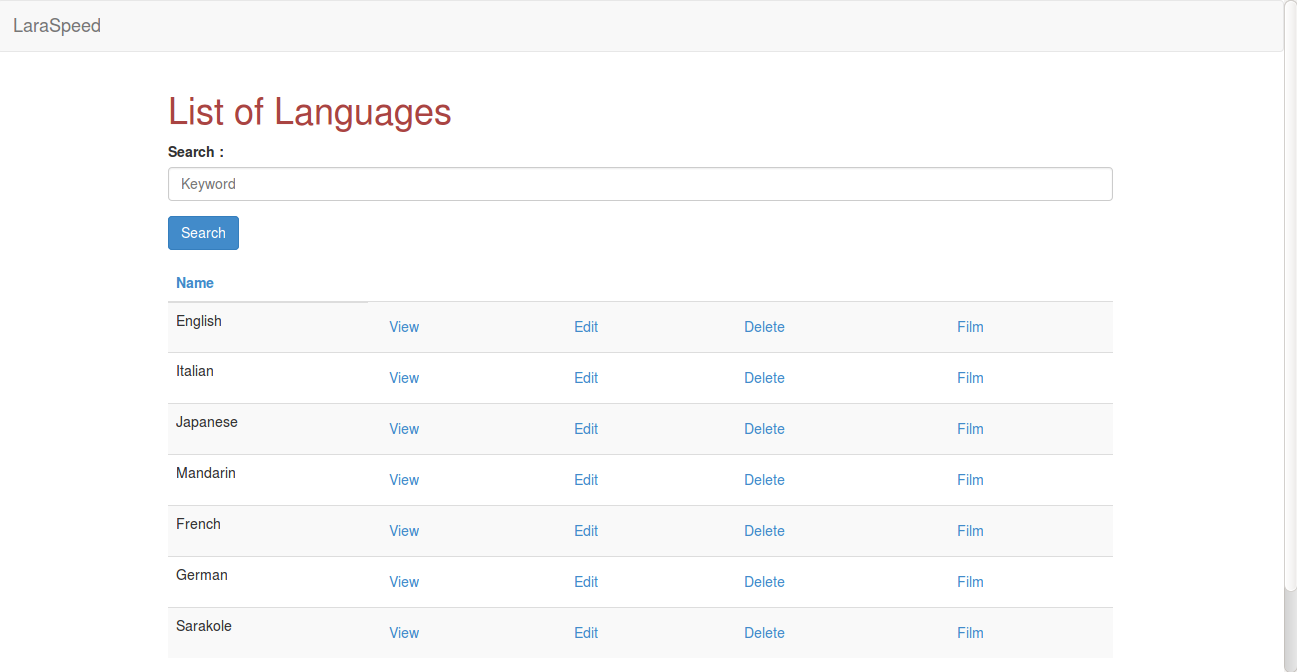 LaraSpeed
List of Languages
Search :
Keyword
Search
Name
English View Edit Delete Film
Italian View Edit Delete Film
Japanese View Edit Delete Film
Mandarin View Edit Delete Film
French View Edit Delete Film
German View Edit Delete Film
Sarakole View Edit Delete Film